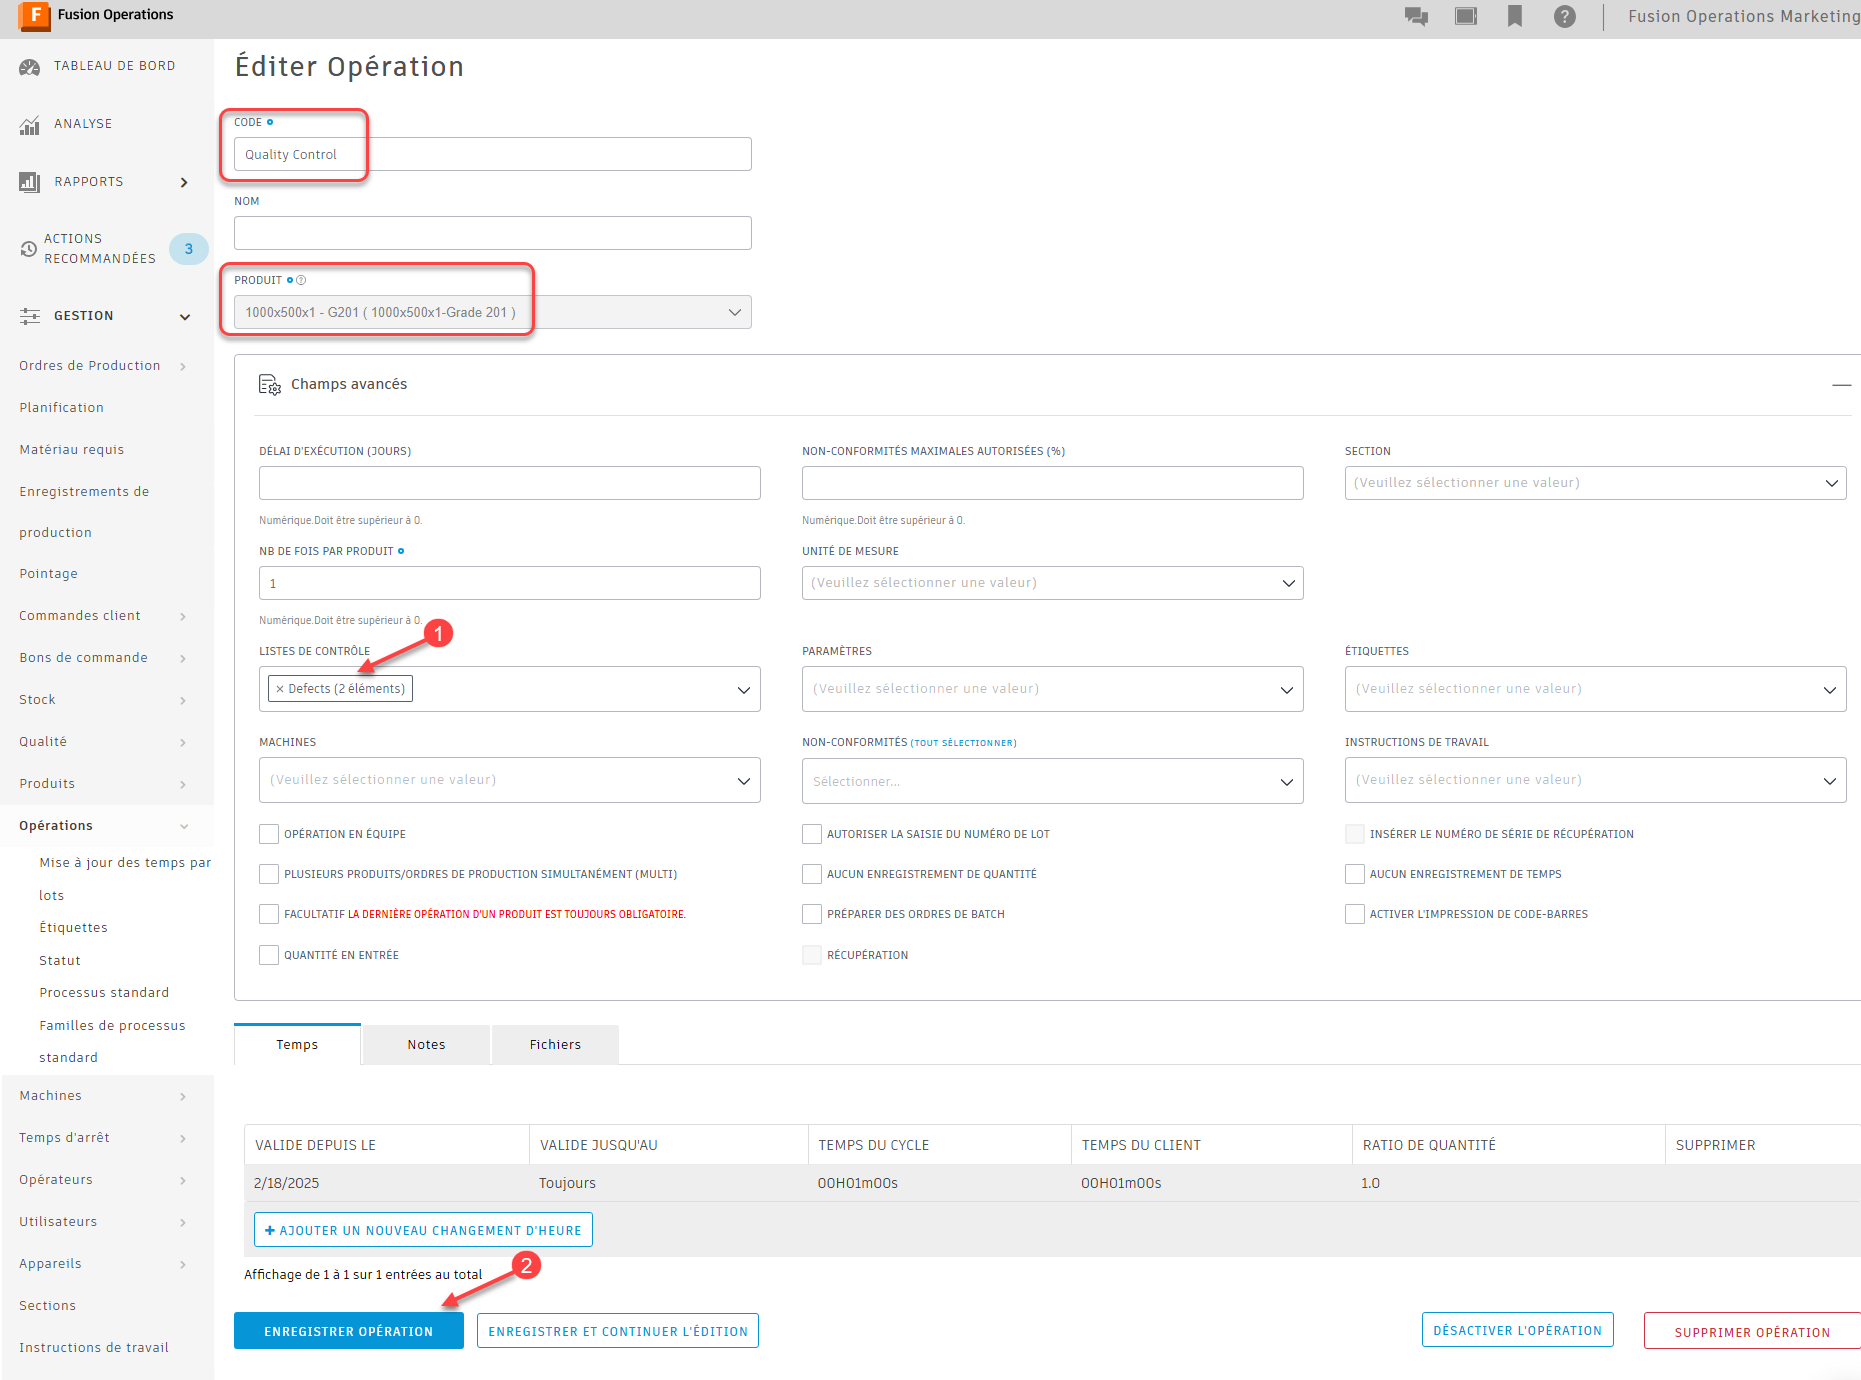 F
Fusion Operations
?
Fusion Operations Marketing
TABLEAU DE BORD
ANALYSE
RAPPORTS
ACTIONS
RECOMMANDÉES
3
GESTION
Ordres de Production
Planification
Matériau requis
Enregistrements de
production
Pointage
Commandes client
Bons de commande
Stock
Qualité
Produits
Opérations
Mise à jour des temps par
lots
Étiquettes
Statut
Processus standard
Familles de processus
standard
Machines
Temps d'arrêt
Opérateurs
Utilisateurs
Appareils
Sections
Instructions de travail
Éditer Opération
CODE
Quality Control
NOM
PRODUIT ?
1000x500x1 - G201 ( 1000x500x1-Grade 201 )
Champs avancés
DÉLAI D'EXÉCUTION (JOURS)
NON-CONFORMITÉS MAXIMALES AUTORISÉES (%)
SECTION
(Veuillez sélectionner une valeur)
Numérique.Doit être supérieur à 0.
Numérique.Doit être supérieur à 0.
NB DE FOIS PAR PRODUIT
UNITÉ DE MESURE
1
(Veuillez sélectionner une valeur)
Numérique.Doit être supérieur à 0.
1
LISTES DE CONTRÔLE
PARAMÈTRES
ÉTIQUETTES
× Defects (2 éléments)
(Veuillez sélectionner une valeur)
(Veuillez sélectionner une valeur)
MACHINES
NON-CONFORMITÉS (TOUT SÉLECTIONNER)
INSTRUCTIONS DE TRAVAIL
(Veuillez sélectionner une valeur)
Sélectionner...
(Veuillez sélectionner une valeur)
OPÉRATION EN ÉQUIPE
AUTORISER LA SAISIE DU NUMÉRO DE LOT
INSÉRER LE NUMÉRO DE SÉRIE DE RÉCUPÉRATION
PLUSIEURS PRODUITS/ORDRES DE PRODUCTION SIMULTANÉMENT (MULTI)
AUCUN ENREGISTREMENT DE QUANTITÉ
AUCUN ENREGISTREMENT DE TEMPS
FACULTATIF LA DERNIÈRE OPÉRATION D'UN PRODUIT EST TOUJOURS OBLIGATOIRE.
PRÉPARER DES ORDRES DE BATCH
ACTIVER L'IMPRESSION DE CODE-BARRES
QUANTITÉ EN ENTRÉE
RÉCUPÉRATION
Temps
Notes
Fichiers
VALIDE DEPUIS LE
VALIDE JUSQU'AU
TEMPS DU CYCLE
TEMPS DU CLIENT
RATIO DE QUANTITÉ
SUPPRIMER
2/18/2025
Toujours
00H01m00s
00H01m00s
1.0
+ AJOUTER UN NOUVEAU CHANGEMENT D'HEURE
Affichage de 1 à 1 sur 1 entrées au total
2
ENREGISTRER OPÉRATION
ENREGISTRER ET CONTINUER L'ÉDITION
DÉSACTIVER L'OPÉRATION
SUPPRIMER OPÉRATION